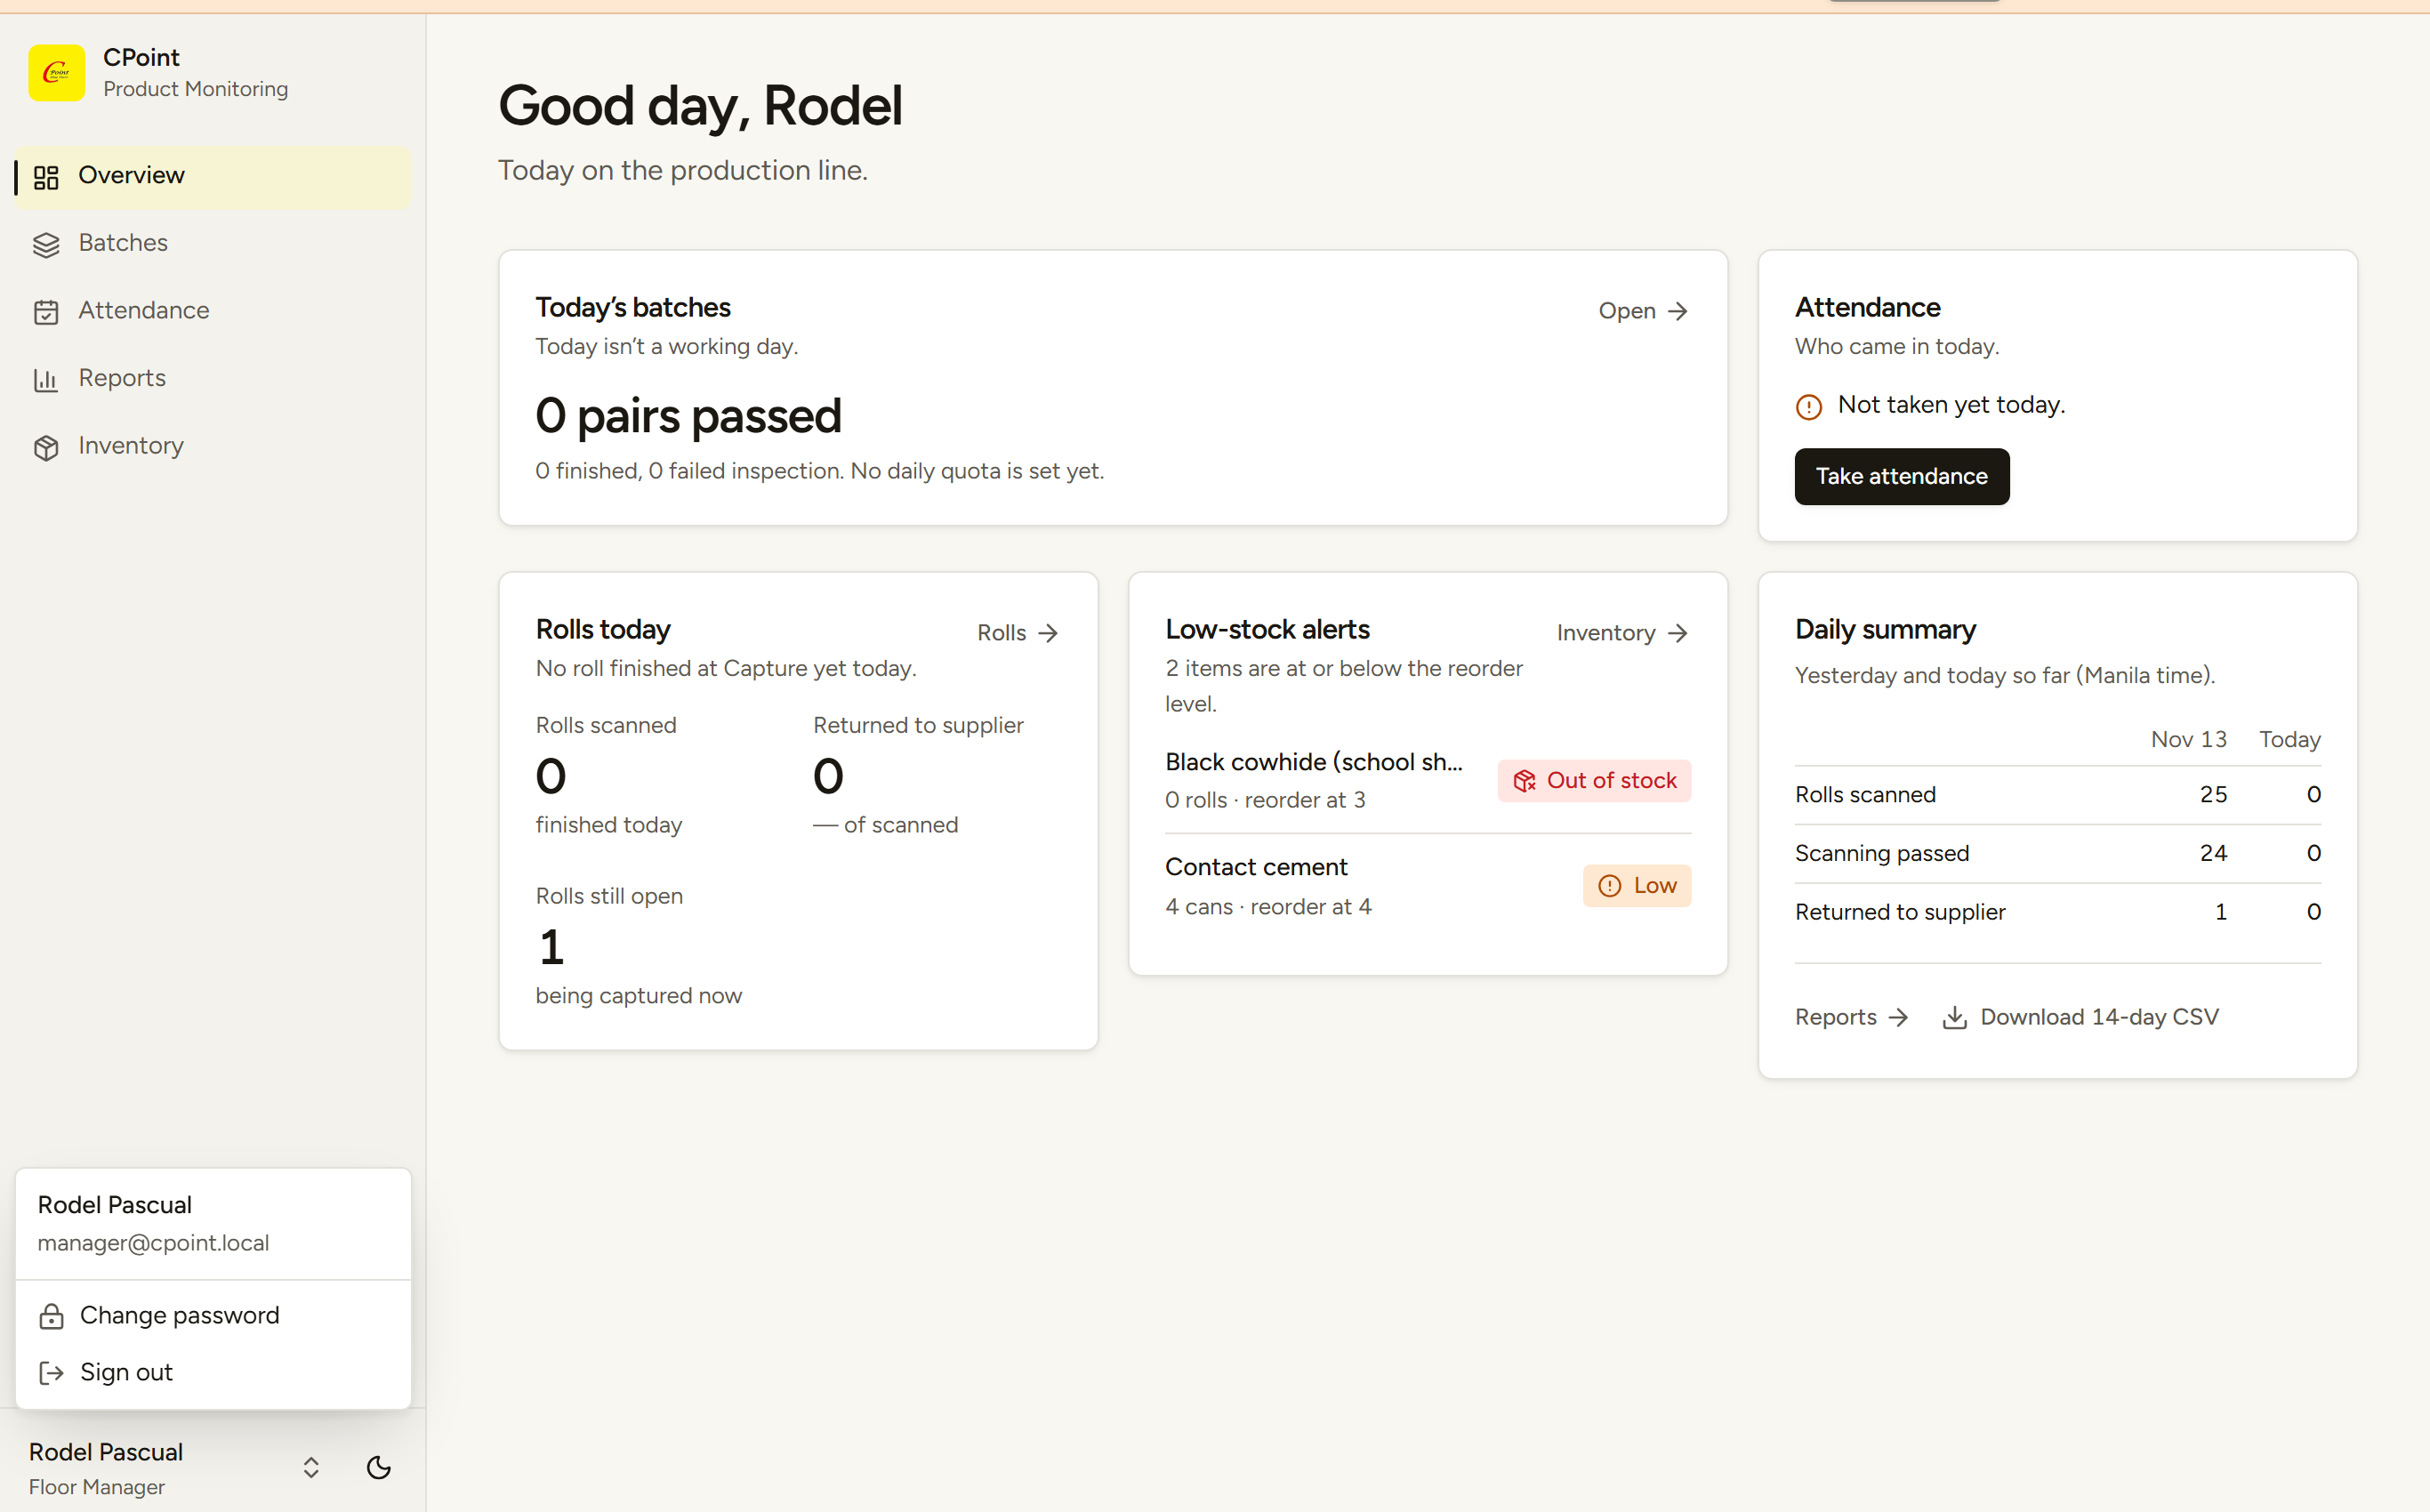 CPoint
Product Monitoring
Overview
Batches
Attendance
Reports
Inventory
Good day, Rodel
Today on the production line.
Today’s batches
Open
Today isn’t a working day.
0 pairs passed
0 finished, 0 failed inspection. No daily quota is set yet.
Attendance
Who came in today.
Not taken yet today.
Take attendance
Rolls today
Rolls
No roll finished at Capture yet today.
Rolls scanned
0
finished today
Returned to supplier
0
— of scanned
Rolls still open
1
being captured now
Low-stock alerts
Inventory
2 items are at or below the reorder
level.
Black cowhide (school sh...
0 rolls · reorder at 3
Out of stock
Contact cement
4 cans · reorder at 4
Low
Daily summary
Yesterday and today so far (Manila time).
Nov 13 Today
Rolls scanned 25 0
Scanning passed 24 0
Returned to supplier 1 0
Reports
Download 14-day CSV
Rodel Pascual
manager@cpoint.local
Change password
Sign out
Rodel Pascual
Floor Manager